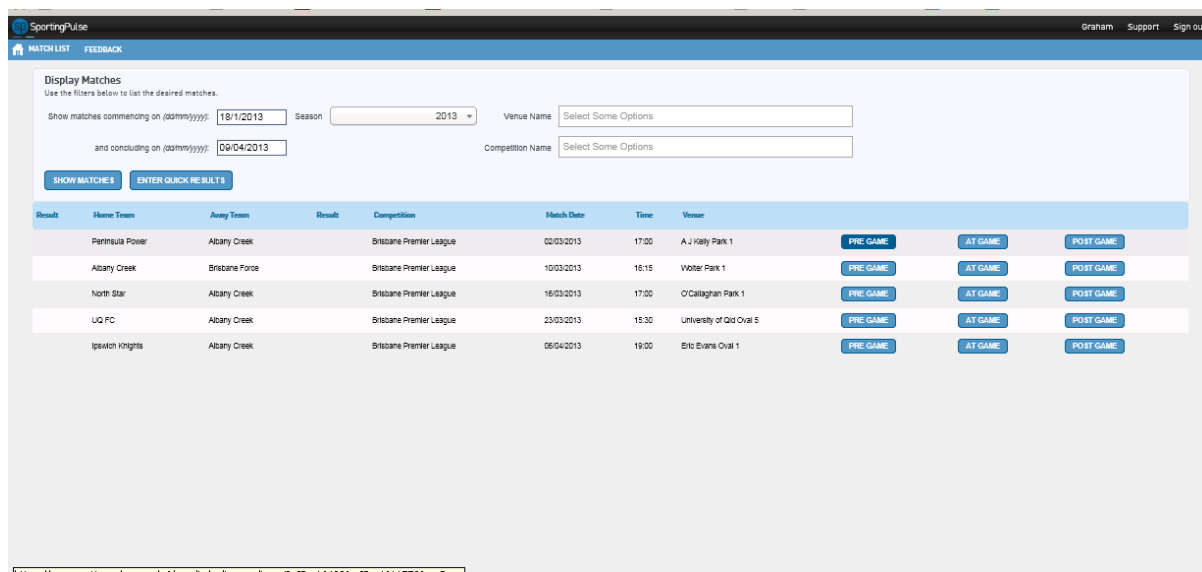 sp SportingPulse Graham Support Sign ou
MATCH LIST FEEDBACK
Display Matches
Use the filters below to list the desired matches.
Show matches commencing on (dd/mm/yyyy): 18/1/2013 Season 2013 Venue Name Select Some Options
and concluding on (dd/mm/yyyy): 09/04/2013 Competition Name Select Some Options
SHOW MATCHES ENTER QUICK RESULTS
Result Home Team Away Team Result Competition Match Date Time Venue
Peninsula Power Albany Creek Brisbane Premier League 02/03/2013 17:00 A J Kelly Park 1 PRE GAME AT GAME POST GAME
Albany Creek Brisbane Force Brisbane Premier League 10/03/2013 16:15 Wolter Park 1 PRE GAME AT GAME POST GAME
North Star Albany Creek Brisbane Premier League 16/03/2013 17:00 O'Callaghan Park 1 PRE GAME AT GAME POST GAME
UQ FC Albany Creek Brisbane Premier League 23/03/2013 15:30 University of Qld Oval 5 PRE GAME AT GAME POST GAME
Ipswich Knights Albany Creek Brisbane Premier League 06/04/2013 19:00 Eric Evans Oval 1 PRE GAME AT GAME POST GAME